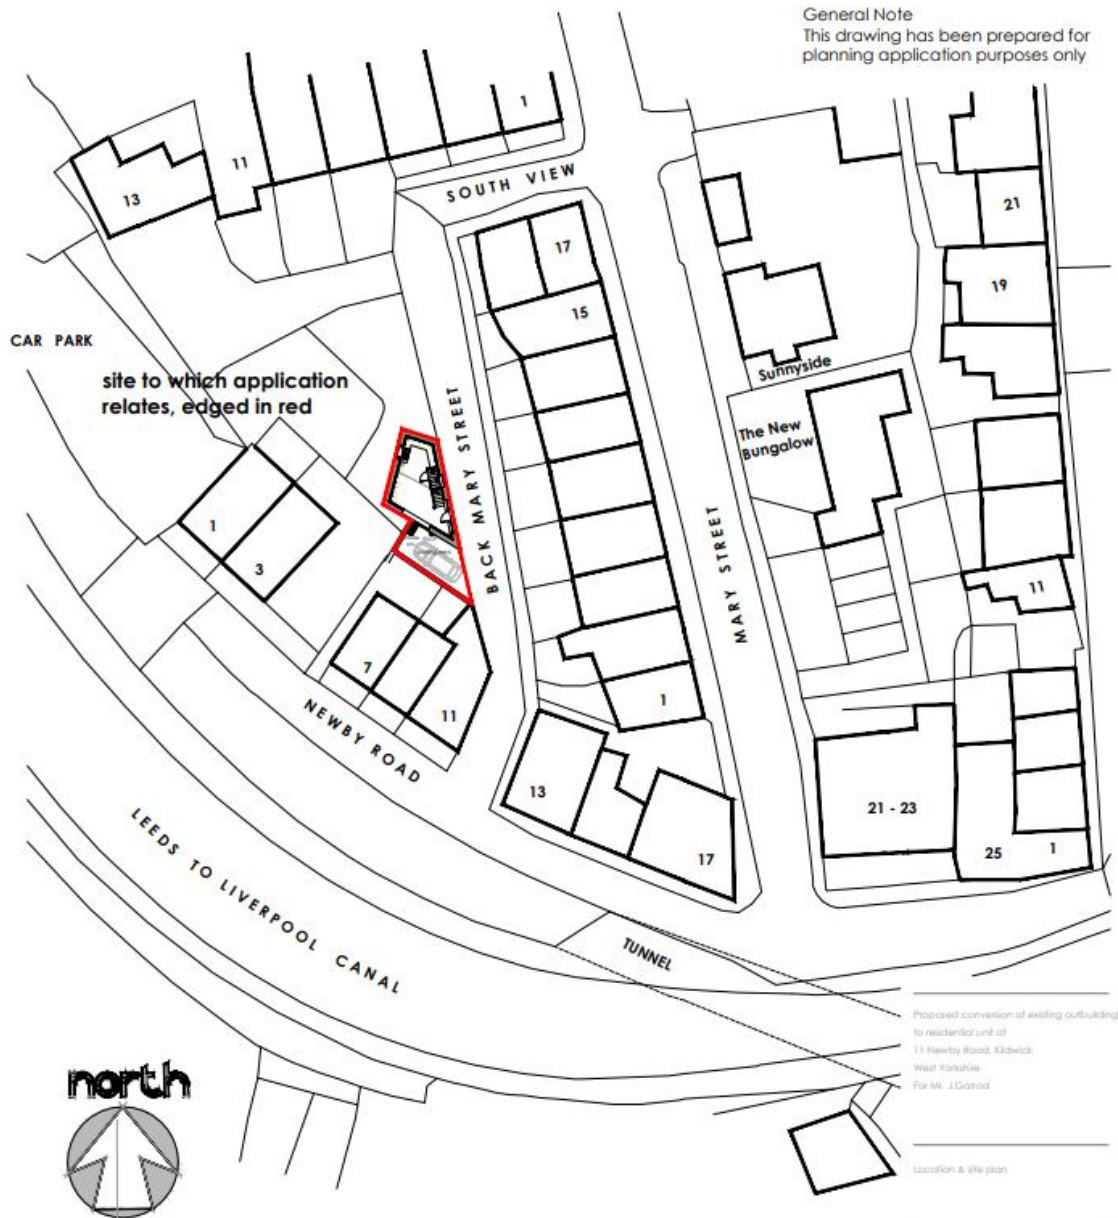 General Note
This drawing has been prepared for
planning application purposes only
1
11
13
SOUTH VIEW
17
15
21
19
CAR PARK
site to which application
relates, edged in red
Sunnyside
The New
Bungalow
BACK MARY STREET
MARY STREET
1
3
7
11
11
1
NEWBY ROAD
13
17
21 - 23
25
1
LEEDS TO LIVERPOOL CANAL
TUNNEL
Proposed conversion of existing outbuilding
to residential unit at
11 Newby Road, Kildwick
West Yorkshire
For Mr. J.Garrod
Location & site plan
north